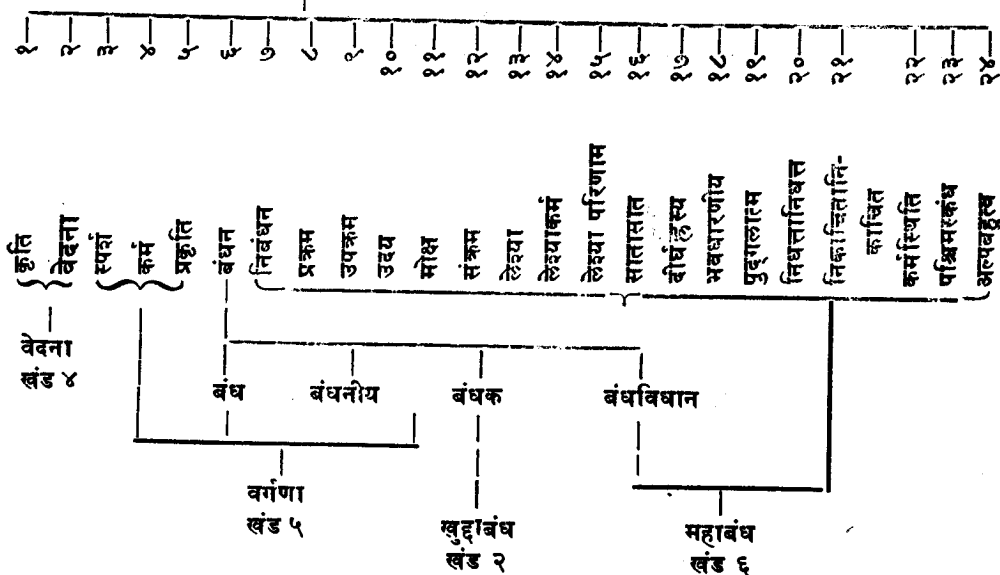 १ २ ३ ४ ५ ६ ७ ८ ९ १० ११ १२ १३ १४ १५ १६ १७ १८ १९ २० २१ २२ २३ २४
कृति
वेदना
स्पर्श
कर्म
प्रकृति
बंधन
निबंधन
प्रक्रम
उपक्रम
उदय
मोक्ष
संक्रम
लेश्या
लेश्याकर्म
लेश्या परिणाम
सातासात
दीर्घह्रस्व
भवधारणीय
पुद्गलात्म
निधत्तानिधत्त
निकाचितानि-
काचित
कर्मस्थिति
पश्चिमस्कंध
अल्पबहुत्व
वेदना
खंड ४
बंध बंधनीय बंधक बंधविधान
वर्गणा
खंड ५
खुद्दाबंध
खंड २
महाबंध
खंड ६